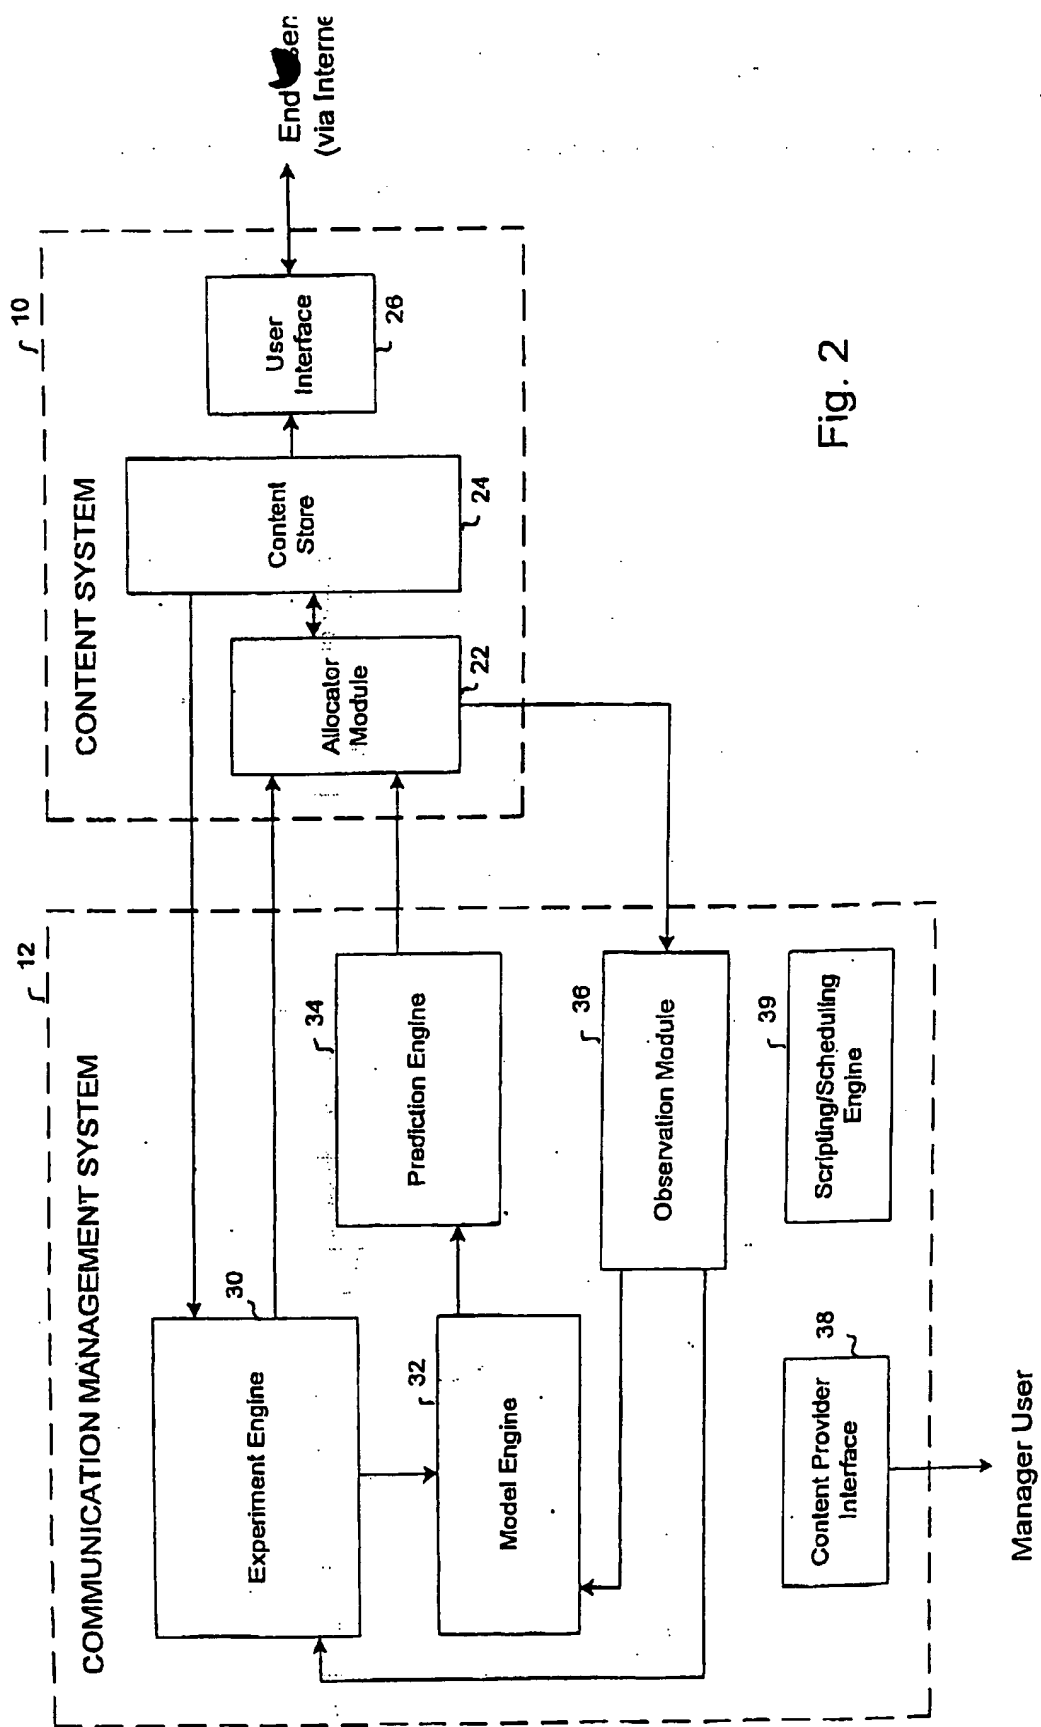 COMMUNICATION MANAGEMENT SYSTEM
12
Experiment Engine
30
Model Engine
32
Prediction Engine
34
Observation Module
36
Content Provider
Interface
38
Scripting/Scheduling
Engine
39
Manager User
CONTENT SYSTEM
10
Allocator
Module
22
Content
Store
24
User
Interface
26
End
(via Interne
Fig. 2